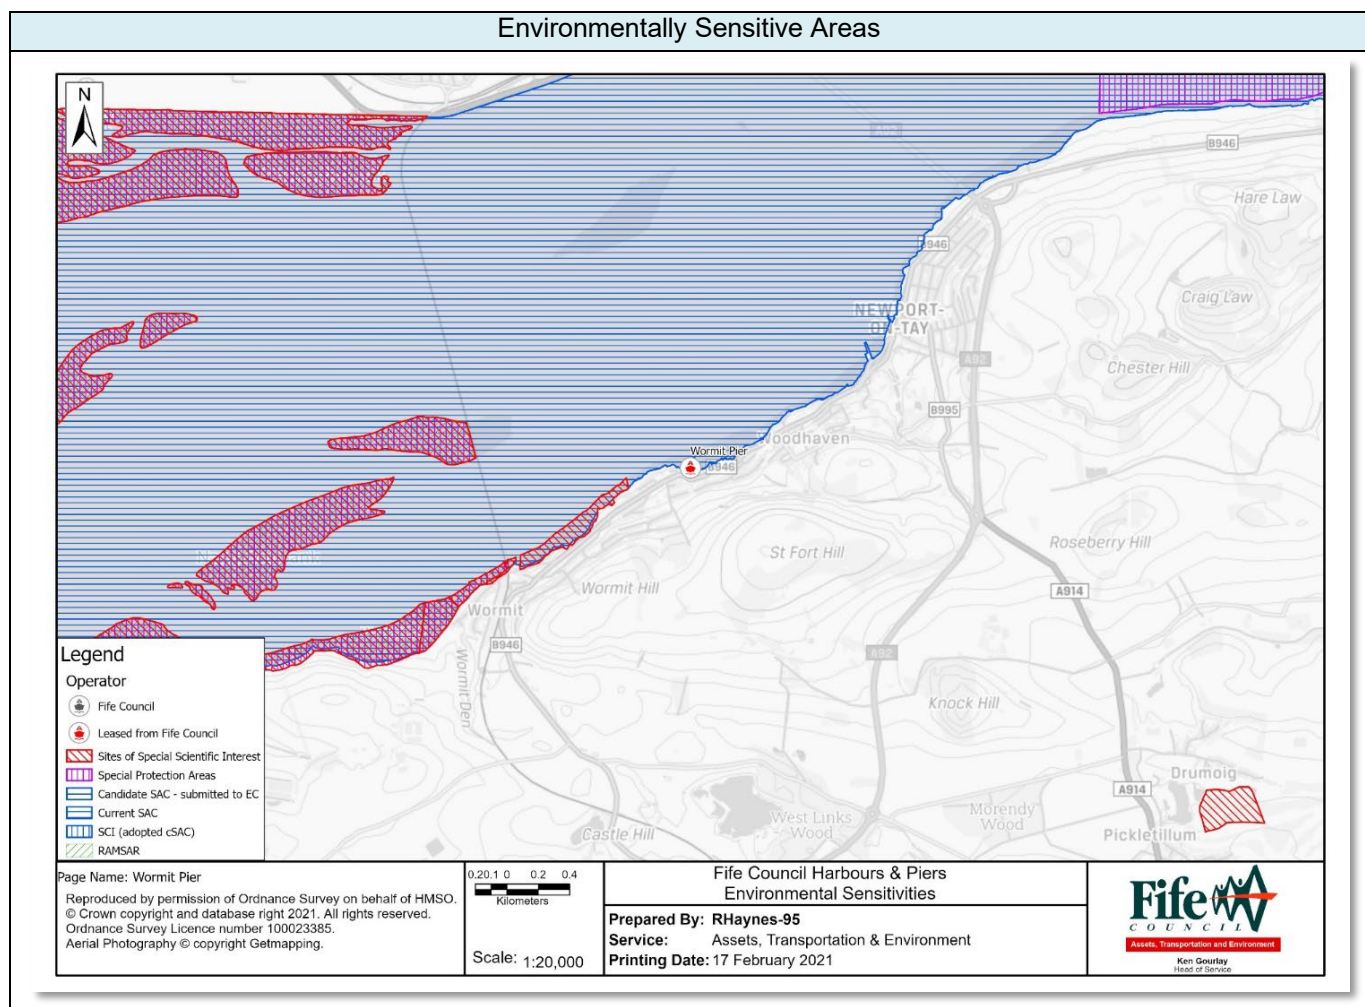 Environmentally Sensitive Areas
N
A92
B946
Hare Law
B946
Craig Law
NEWPORT-
ON-TAY
A92
Chester Hill
B995
Woodhaven
Wormit Pier
B946
Roseberry Hill
St Fort Hill
Wormit Hill
A914
Wormit
B946
A92
Wormit Den
Knock Hill
Drumoig
A914
West Links
Wood
Morendy
Wood
Castle Hill
Pickletillum
Legend
Operator
Fife Council
Leased from Fife Council
Sites of Special Scientific Interest
Special Protection Areas
Candidate SAC - submitted to EC
Current SAC
SCI (adopted cSAC)
RAMSAR
Page Name: Wormit Pier
Reproduced by permission of Ordnance Survey on behalf of HMSO.
© Crown copyright and database right 2021. All rights reserved.
Ordnance Survey Licence number 100023385.
Aerial Photography © copyright Getmapping.
0.20.1 0 0.2 0.4
Kilometers
Scale: 1:20,000
Fife Council Harbours & Piers
Environmental Sensitivities
Prepared By: RHaynes-95
Service: Assets, Transportation & Environment
Printing Date: 17 February 2021
Fife
COUNCIL
Assets, Transportation and Environment
Ken Gourlay
Head of Service